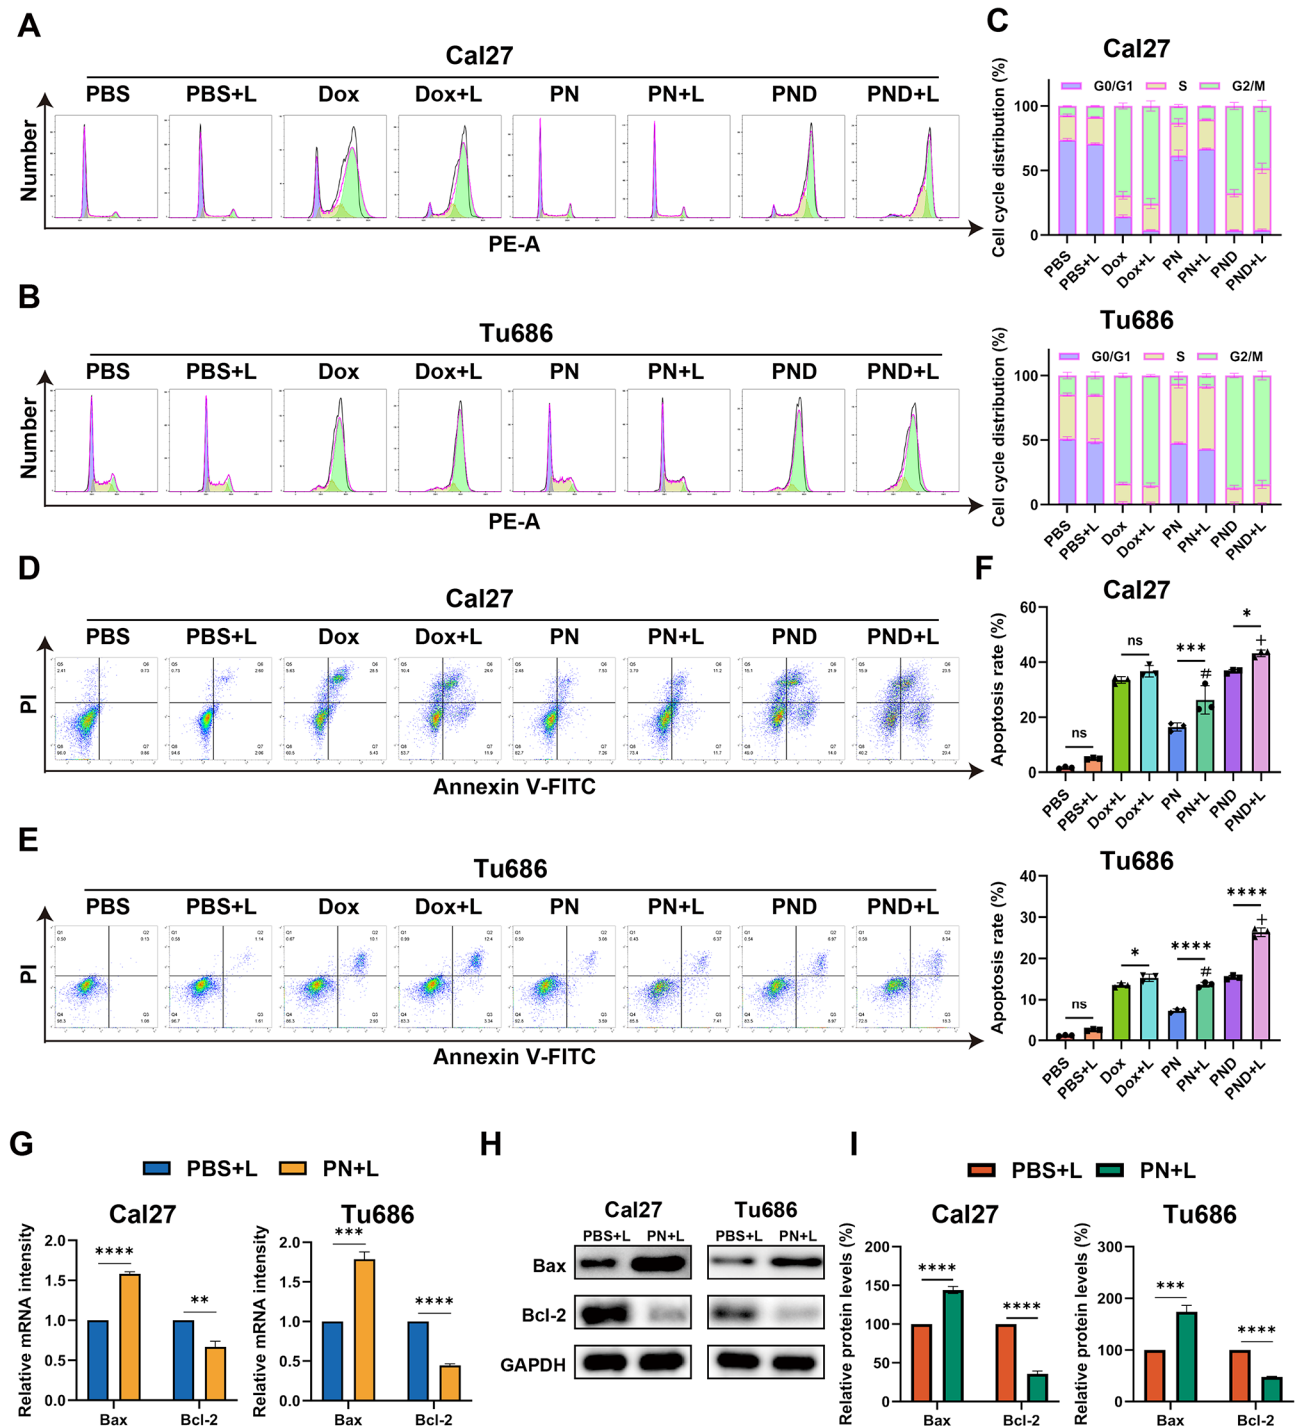 A
Cal27
PBS PBS+L Dox Dox+L PN PN+L PND PND+L
Number
PE-A
B
Tu686
PBS PBS+L Dox Dox+L PN PN+L PND PND+L
Number
PE-A
C
Cal27
G0/G1 S G2/M
Cell cycle distribution (%)
100
50
0
PBS PBS+L Dox Dox+L PN PN+L PND PND+L
Tu686
G0/G1 S G2/M
Cell cycle distribution (%)
100
50
0
PBS PBS+L Dox Dox+L PN PN+L PND PND+L
D
Cal27
PBS PBS+L Dox Dox+L PN PN+L PND PND+L
PI
Annexin V-FITC
E
Tu686
PBS PBS+L Dox Dox+L PN PN+L PND PND+L
PI
Annexin V-FITC
F
Cal27
Apoptosis rate (%)
60
40
20
0
ns ns *** # * +
PBS PBS+L Dox+L Dox+L PN PN+L PND PND+L
Tu686
Apoptosis rate (%)
40
30
20
10
0
ns * **** # **** +
PBS PBS+L Dox Dox+L PN PN+L PND PND+L
G
PBS+L PN+L
Cal27
Relative mRNA intensity
2.0
1.5
1.0
0.5
0.0
**** **
Bax Bcl-2
Tu686
Relative mRNA intensity
2.0
1.5
1.0
0.5
0.0
*** ****
Bax Bcl-2
H
Cal27 Tu686
PBS+L PN+L PBS+L PN+L
Bax
Bcl-2
GAPDH
I
PBS+L PN+L
Cal27
Relative protein levels (%)
200
150
100
50
0
**** ****
Bax Bcl-2
Tu686
Relative protein levels (%)
300
200
100
0
*** ****
Bax Bcl-2